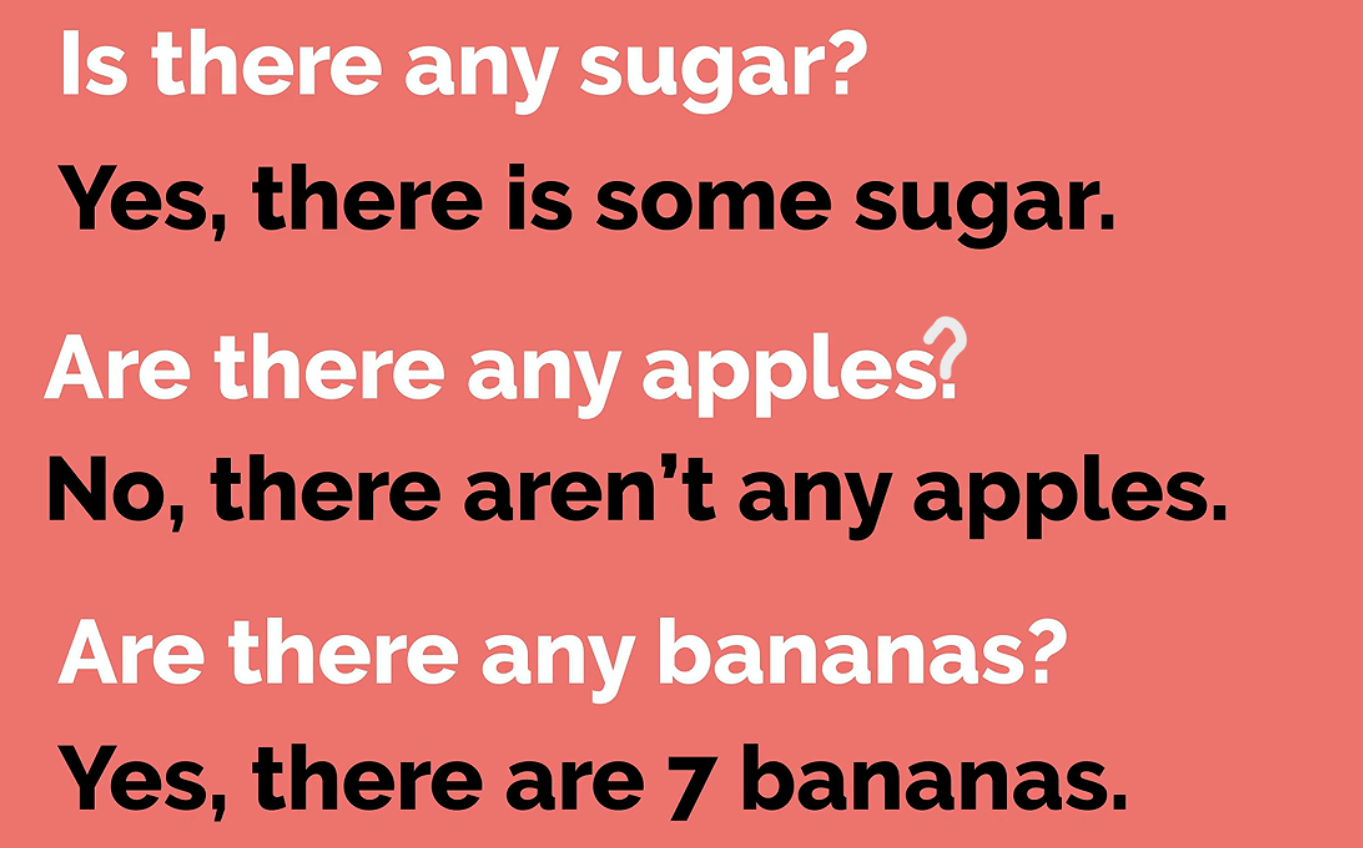 Is there any sugar?
Yes, there is some sugar.
Are there any apples?
No, there aren’t any apples.
Are there any bananas?
Yes, there are 7 bananas.